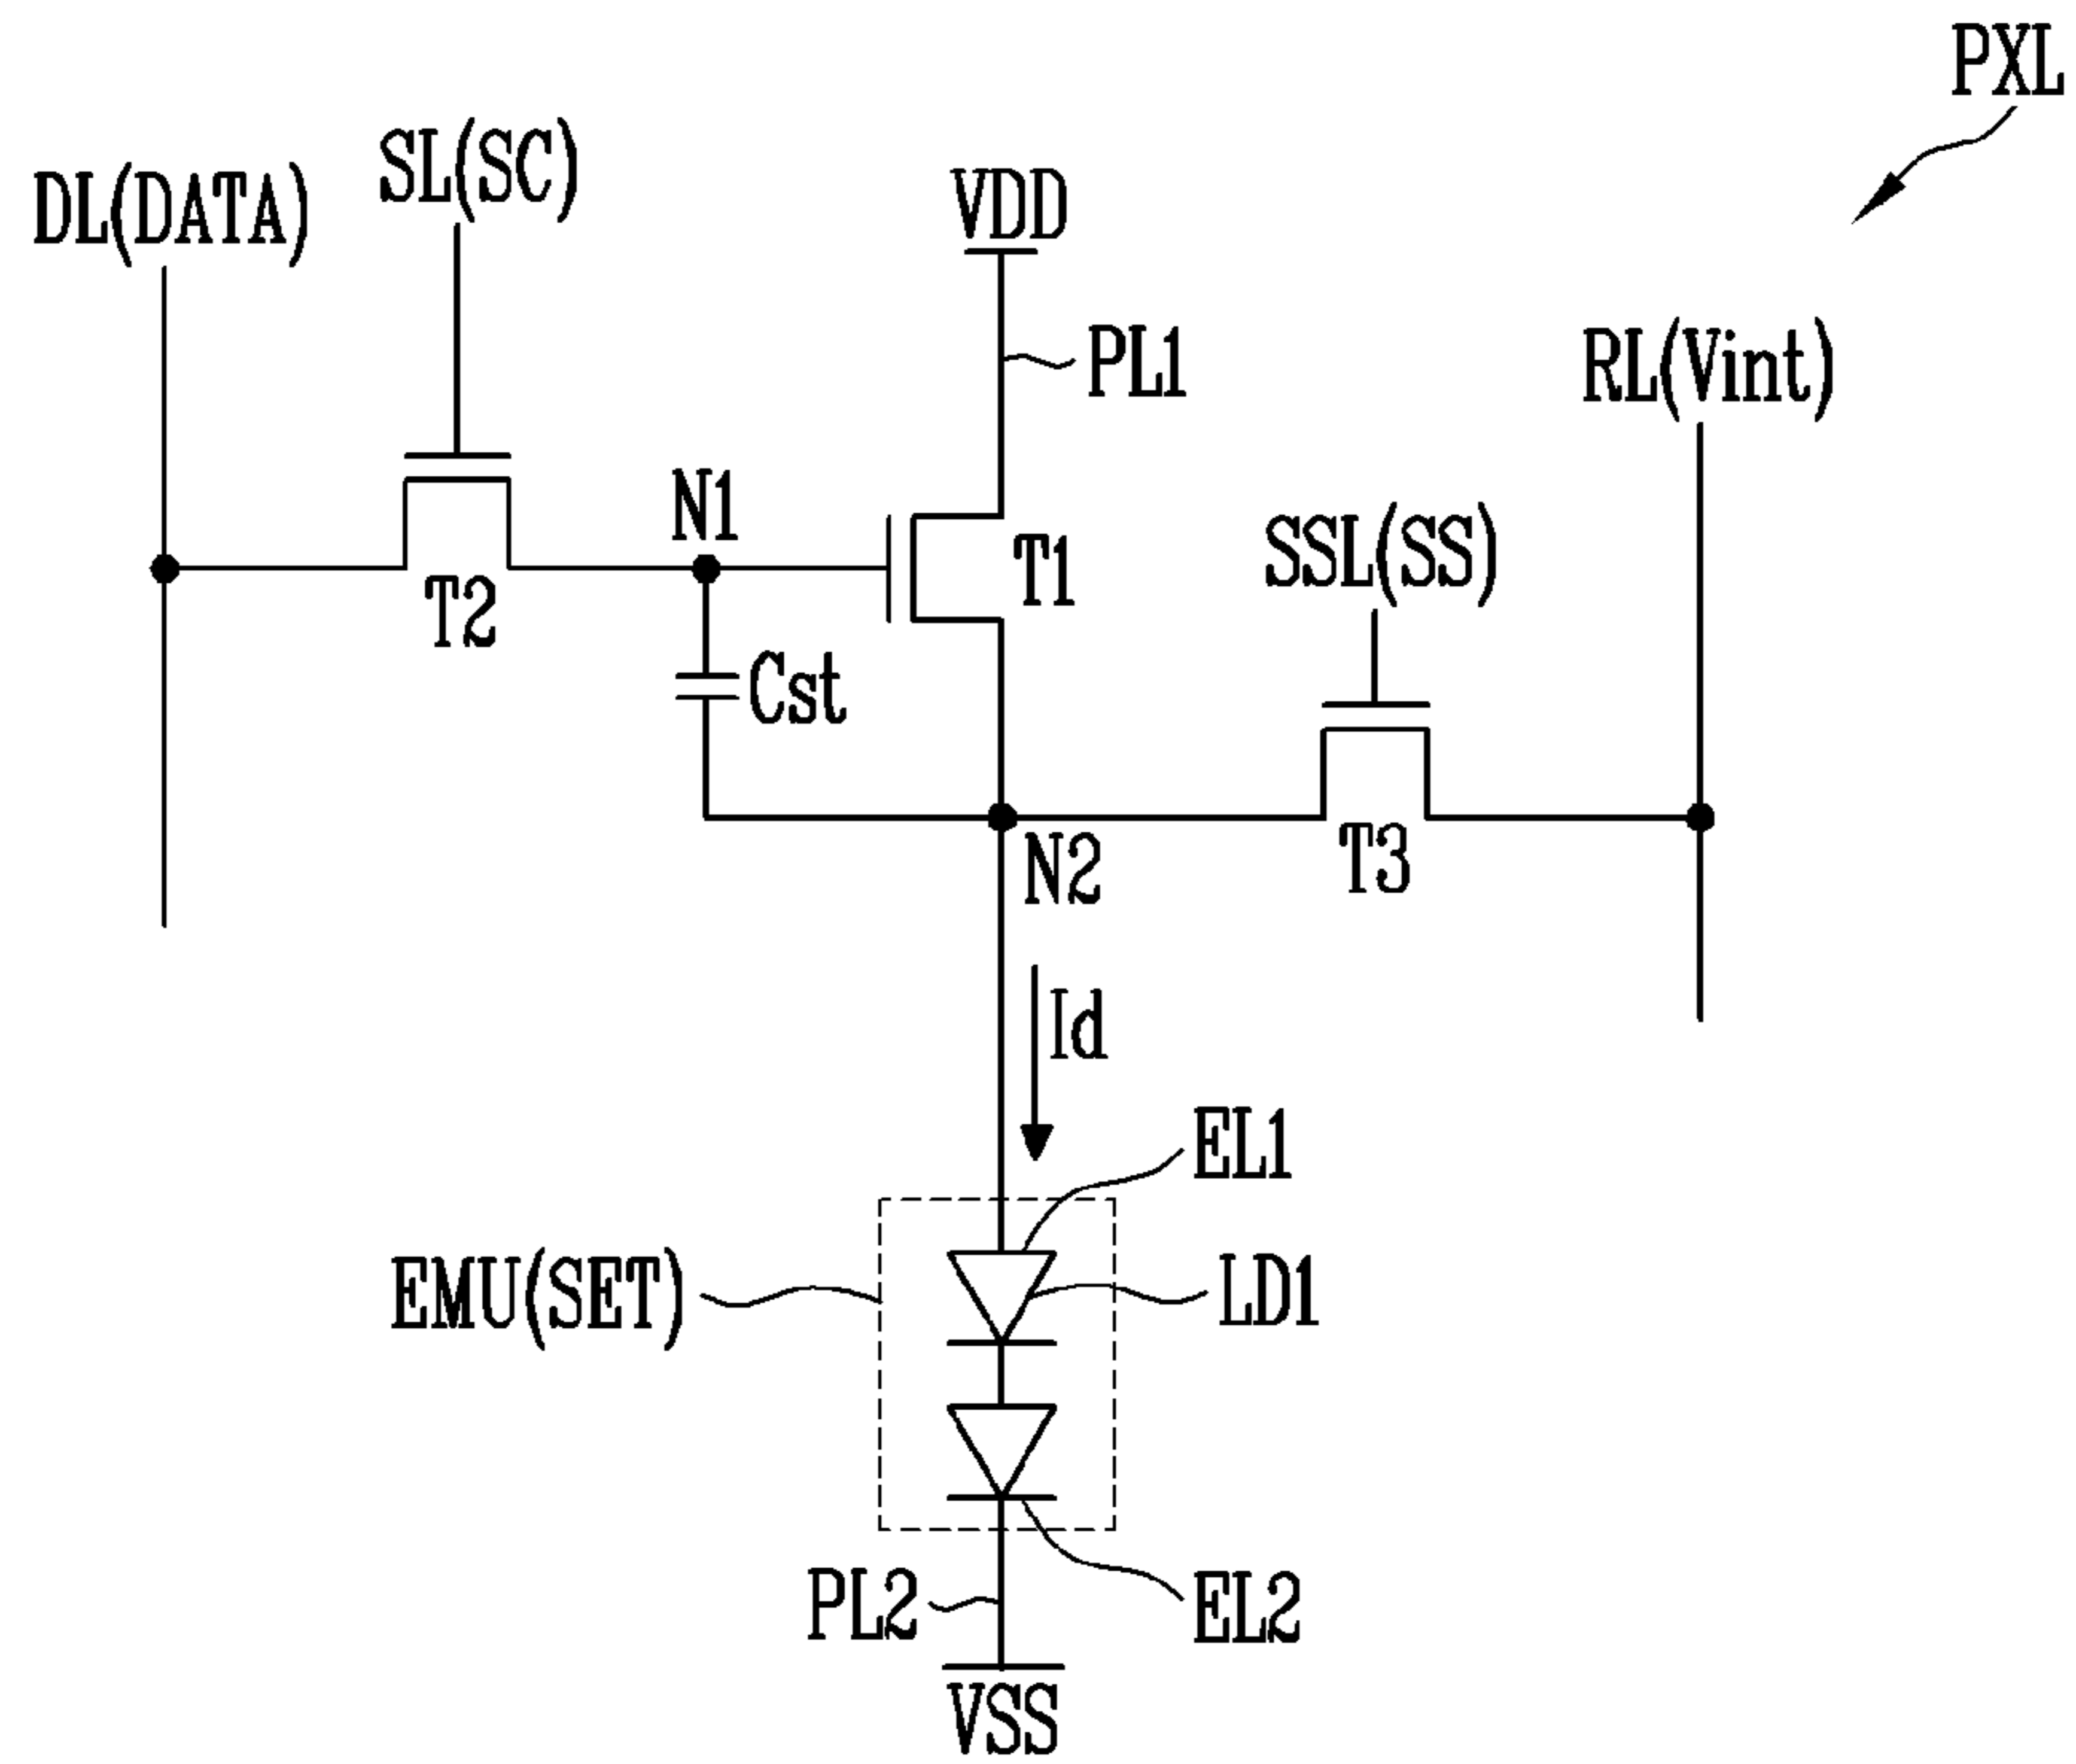 PXL
SL(SC)
DL(DATA)
VDD
PL1
RL(Vint)
N1
T1
SSL(SS)
T2
Cst
T3
N2
Id
EL1
EMU(SET)
LD1
PL2
EL2
VSS